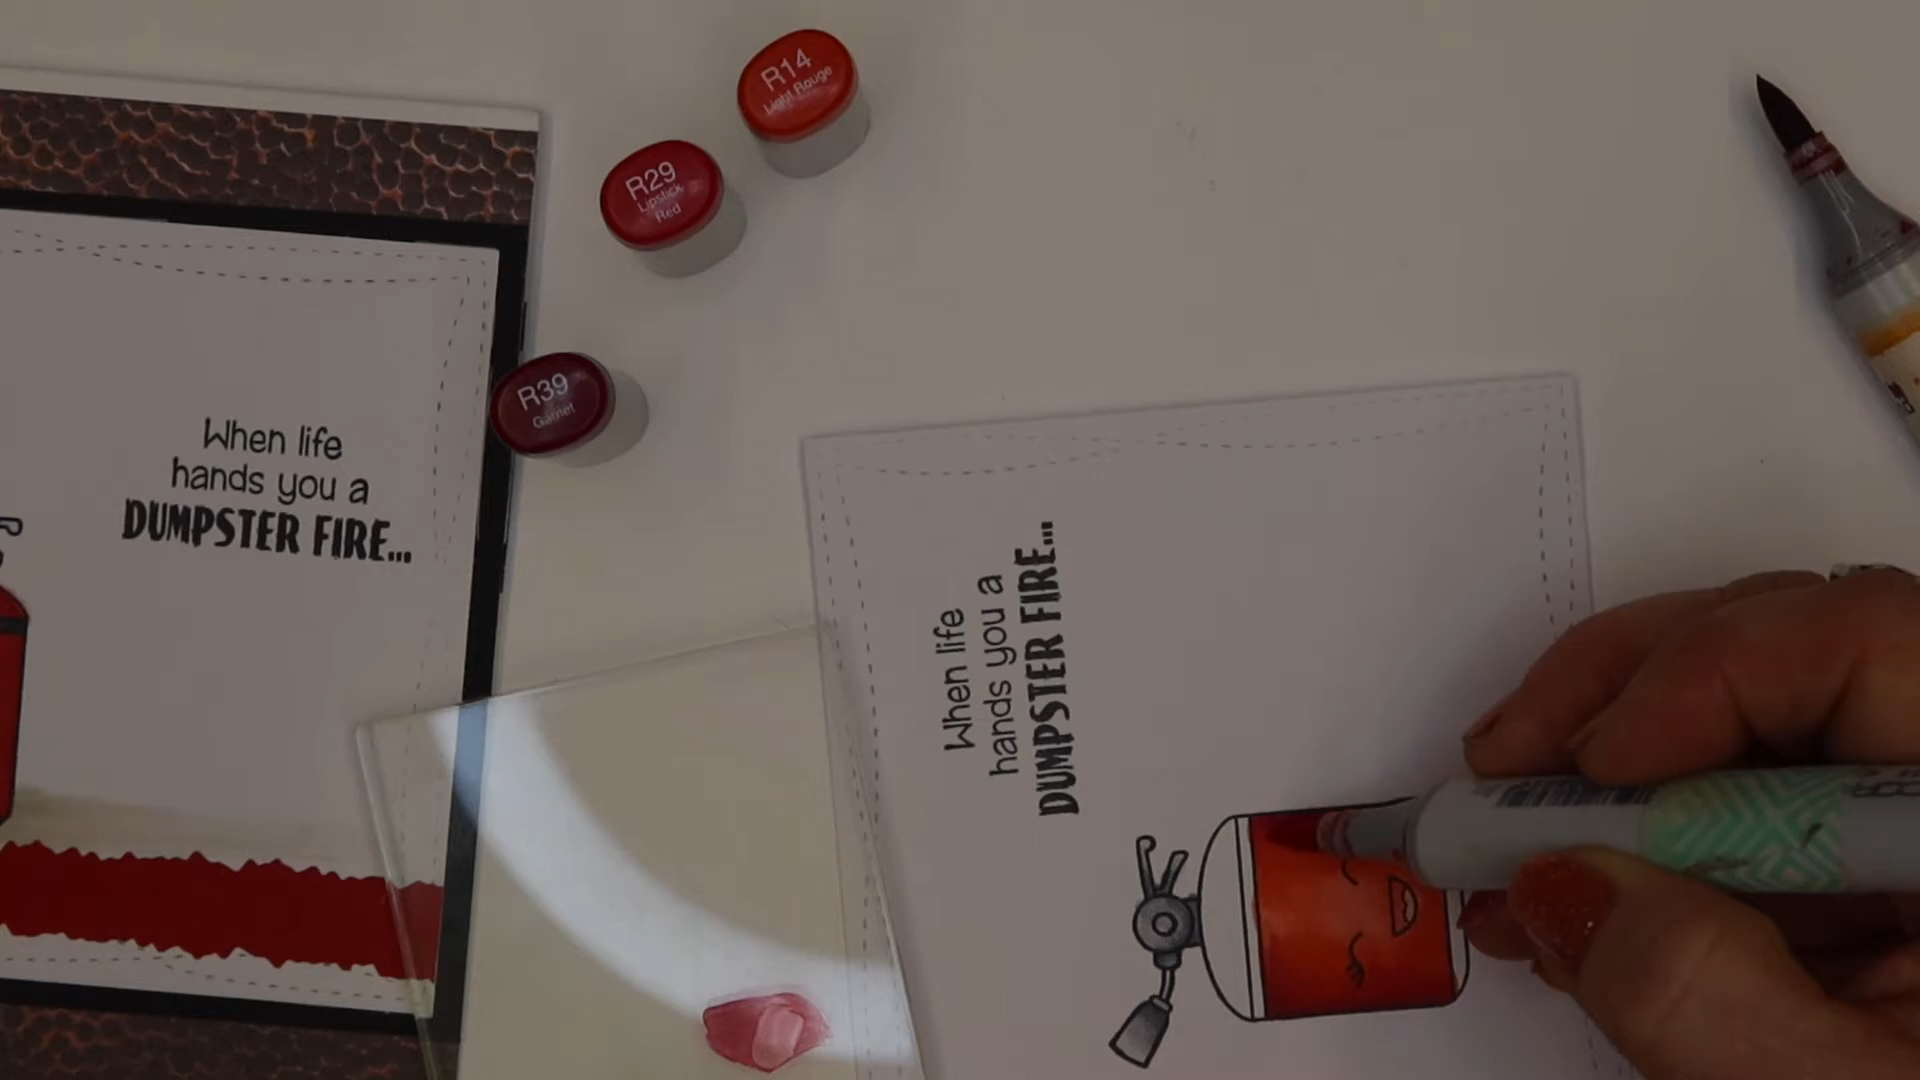 R14
Light Rouge
R29
Lipstick
Red
R39
Garnet
When life
hands you a
DUMPSTER FIRE...
When life
hands you a
DUMPSTER FIRE...